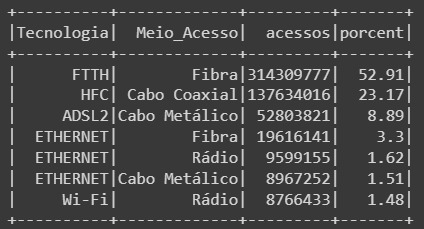 +----------+-------------+---------+-------+
|Tecnologia|  Meio_Acesso|  acessos|porcent|
+----------+-------------+---------+-------+
|      FTTH|        Fibra|314309777|  52.91|
|       HFC| Cabo Coaxial|137634016|  23.17|
|     ADSL2|Cabo Metálico| 52803821|   8.89|
|  ETHERNET|        Fibra| 19616141|    3.3|
|  ETHERNET|        Rádio|  9599155|   1.62|
|  ETHERNET|Cabo Metálico|  8967252|   1.51|
|     Wi-Fi|        Rádio|  8766433|   1.48|
+----------+-------------+---------+-------+